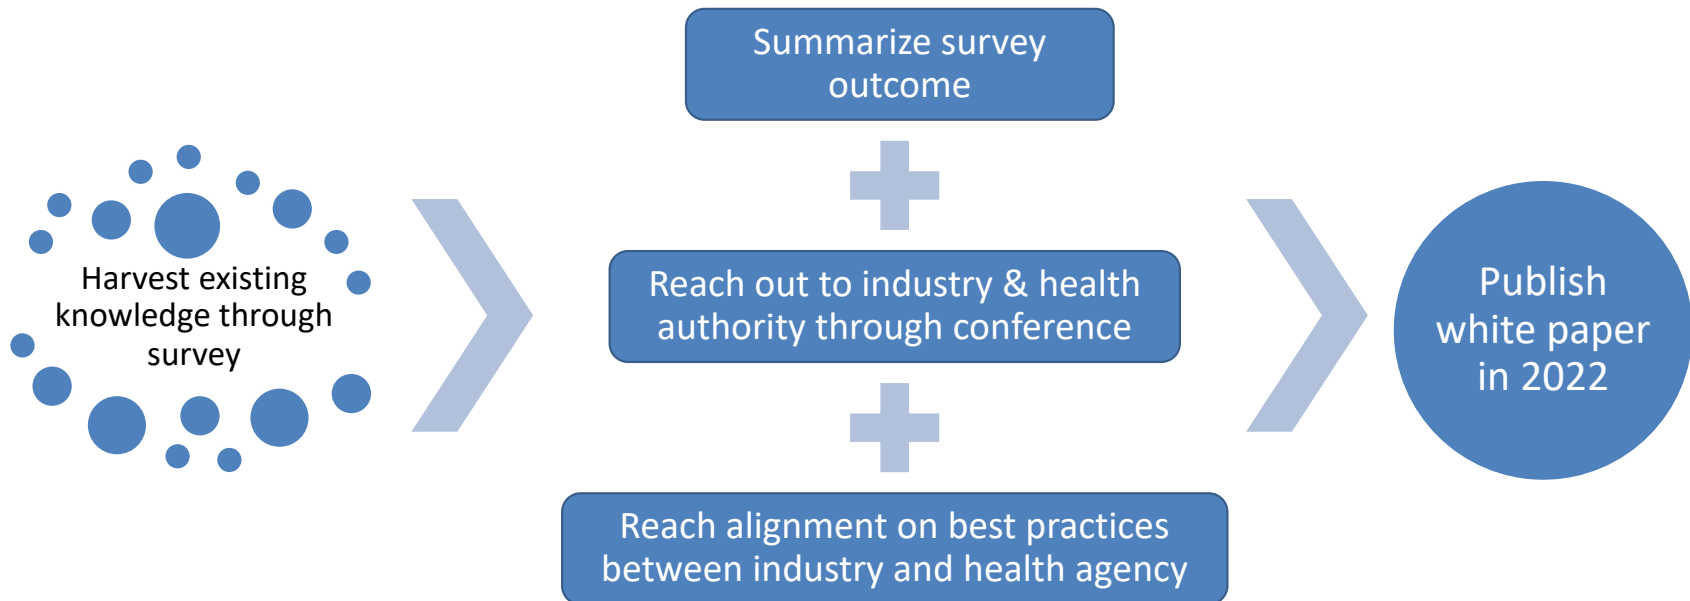 Harvest existing
knowledge through
survey
Summarize survey
outcome
Reach out to industry & health
authority through conference
Reach alignment on best practices
between industry and health agency
Publish
white paper
in 2022